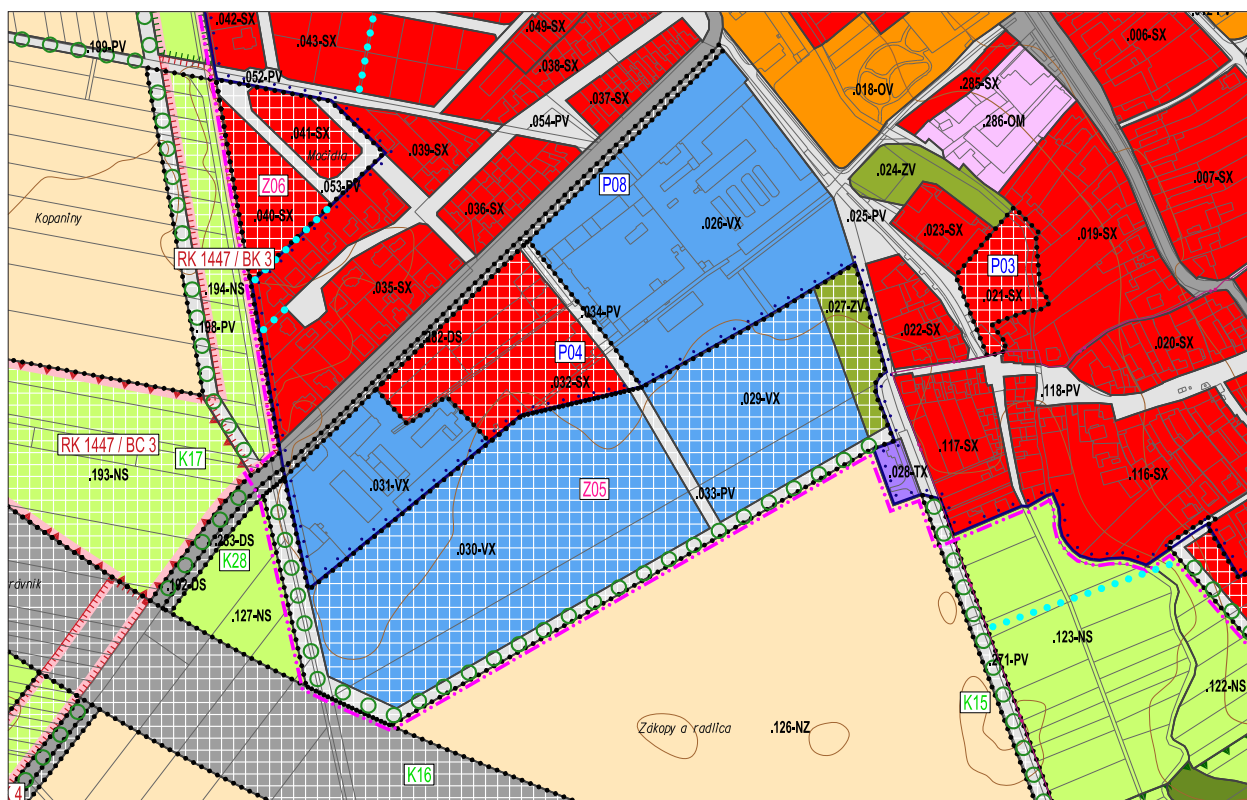 .042-SX
.049-SX
.043-SX
.006-SX
.199-PV
.038-SX
.052-PV
.018-OV
.285-SX
.037-SX
.054-PV
.286-OM
.041-SX
Mačidla
.039-SX
.024-ZV
.007-SX
Z06
.053-PV
P08
.040-SX
.036-SX
.025-PV
Kopaniny
.026-VX
.023-SX
.019-SX
RK 1447 / BK 3
P03
.035-SX
.194-NS
.021-SX
.027-ZV
.034-PV
.198-PV
.022-SX
.282-DS
.020-SX
P04
.032-SX
.118-PV
.029-VX
RK 1447 / BC 3
K17
.193-NS
.117-SX
.028-TX
.116-SX
.031-VX
Z05
.033-PV
.283-DS
.030-VX
K28
rávník
.192-DS
.127-NS
.123-NS
.271-PV
.122-NS
K15
Zákopy a radlica
.126-NZ
K16
4